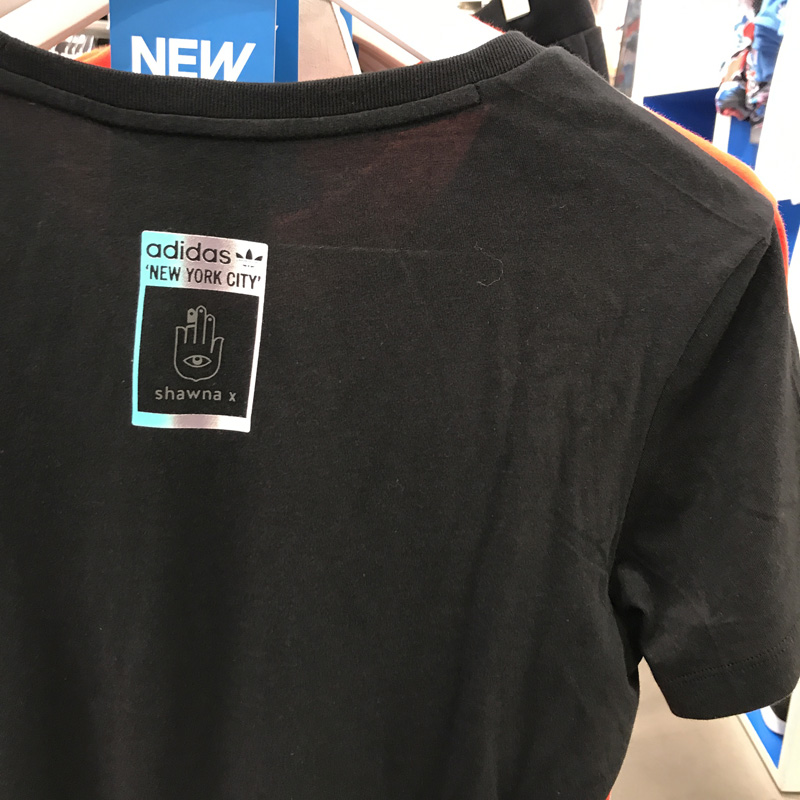 NEW
adidas
'NEW YORK CITY'
shawna x